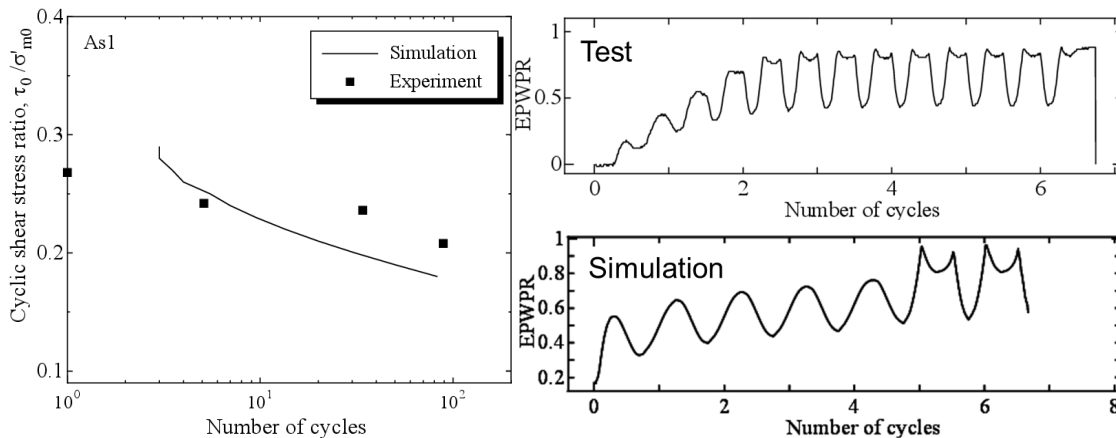 0.4
0.3
0.2
0.1
Cyclic shear stress ratio, τ0 /σ'm0
As1
Simulation
Experiment
10^0
10^1
10^2
Number of cycles
Test
1
0.5
0
EPWPR
0
2
4
6
Number of cycles
Simulation
1
0.8
0.6
0.4
0.2
EPWPR
0
2
4
6
8
Number of cycles